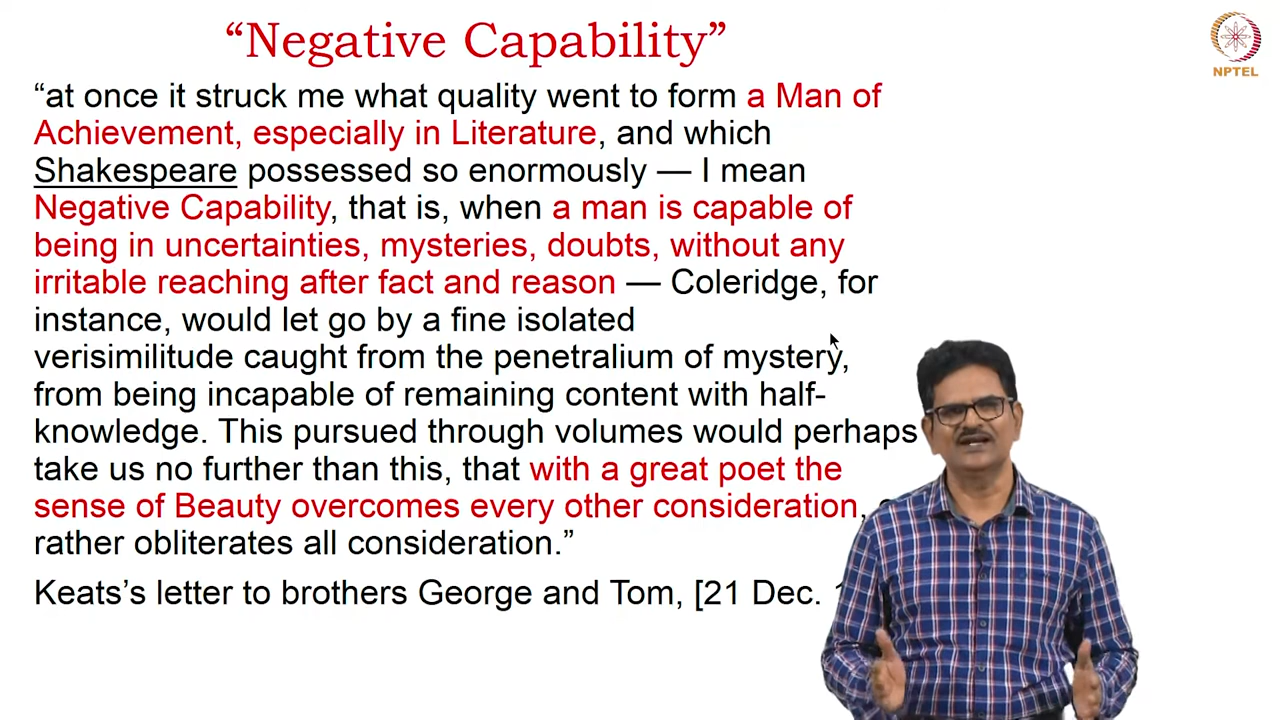 “Negative Capability”
NPTEL
“at once it struck me what quality went to form a Man of
Achievement, especially in Literature, and which
Shakespeare possessed so enormously — I mean
Negative Capability, that is, when a man is capable of
being in uncertainties, mysteries, doubts, without any
irritable reaching after fact and reason — Coleridge, for
instance, would let go by a fine isolated
verisimilitude caught from the penetralium of mystery,
from being incapable of remaining content with half-
knowledge. This pursued through volumes would perhaps
take us no further than this, that with a great poet the
sense of Beauty overcomes every other consideration,
rather obliterates all consideration.”
Keats’s letter to brothers George and Tom, [21 Dec.